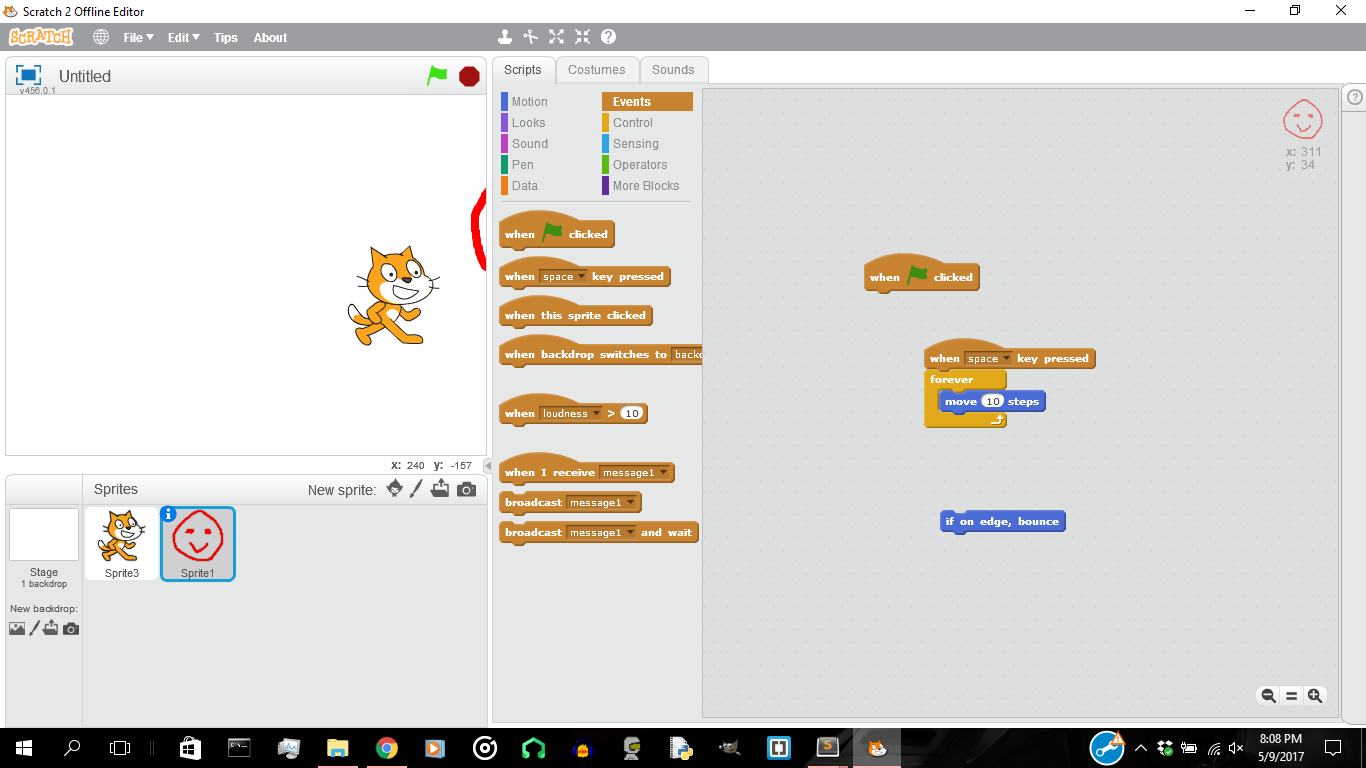 Scratch 2 Offline Editor
SCRATCH File Edit Tips About
Untitled
v456.0.1
Scripts Costumes Sounds
Motion Events
Looks Control
Sound Sensing
Pen Operators
Data More Blocks
when clicked
when space key pressed
when this sprite clicked
when backdrop switches to
when loudness > 10
when I receive message1
broadcast message1
broadcast message1 and wait
x: 311
y: 34
when clicked
when space key pressed
forever
move 10 steps
if on edge, bounce
x: 240 y: -157
Sprites New sprite:
Stage
1 backdrop
New backdrop:
Sprite3
Sprite1
8:08 PM
5/9/2017